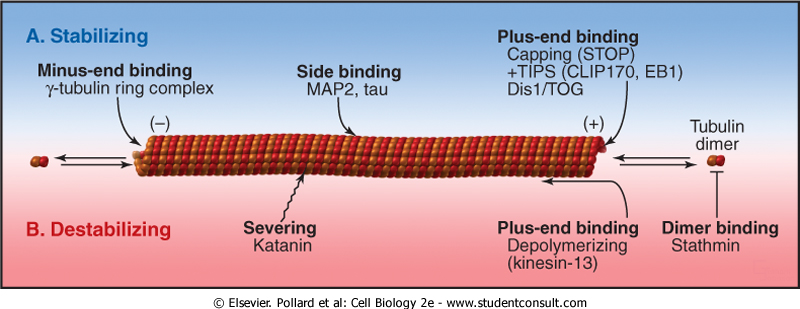 A. Stabilizing
Minus-end binding
γ-tubulin ring complex
Side binding
MAP2, tau
Plus-end binding
Capping (STOP)
+TIPS (CLIP170, EB1)
Dis1/TOG
(–)
(+)
Tubulin
dimer
B. Destabilizing
Severing
Katanin
Plus-end binding
Depolymerizing
(kinesin-13)
Dimer binding
Stathmin
© Elsevier. Pollard et al: Cell Biology 2e - www.studentconsult.com